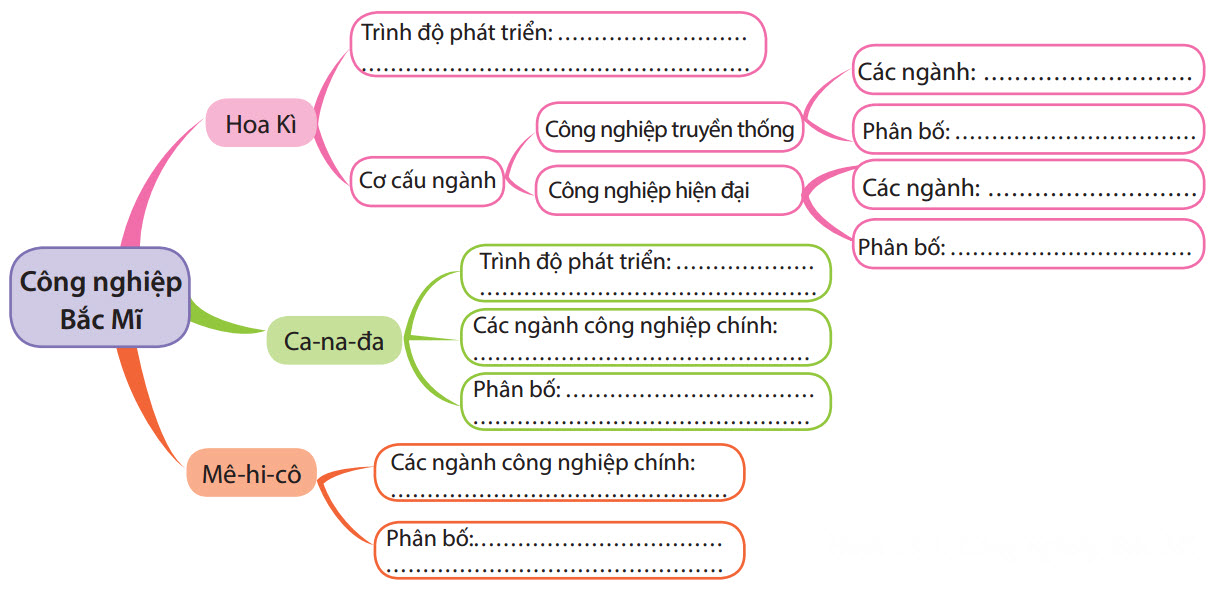 Công nghiệp
Bắc Mĩ
Hoa Kì
Trình độ phát triển: ..........................
.....................................................
Cơ cấu ngành
Công nghiệp truyền thống
Các ngành: .............................
Phân bố: .................................
Công nghiệp hiện đại
Các ngành: .............................
Phân bố: .................................
Ca-na-đa
Trình độ phát triển: ...................
..............................................
Các ngành công nghiệp chính:
..............................................
Phân bố: ..................................
..............................................
Mê-hi-cô
Các ngành công nghiệp chính:
..............................................
Phân bố:..................................
..............................................